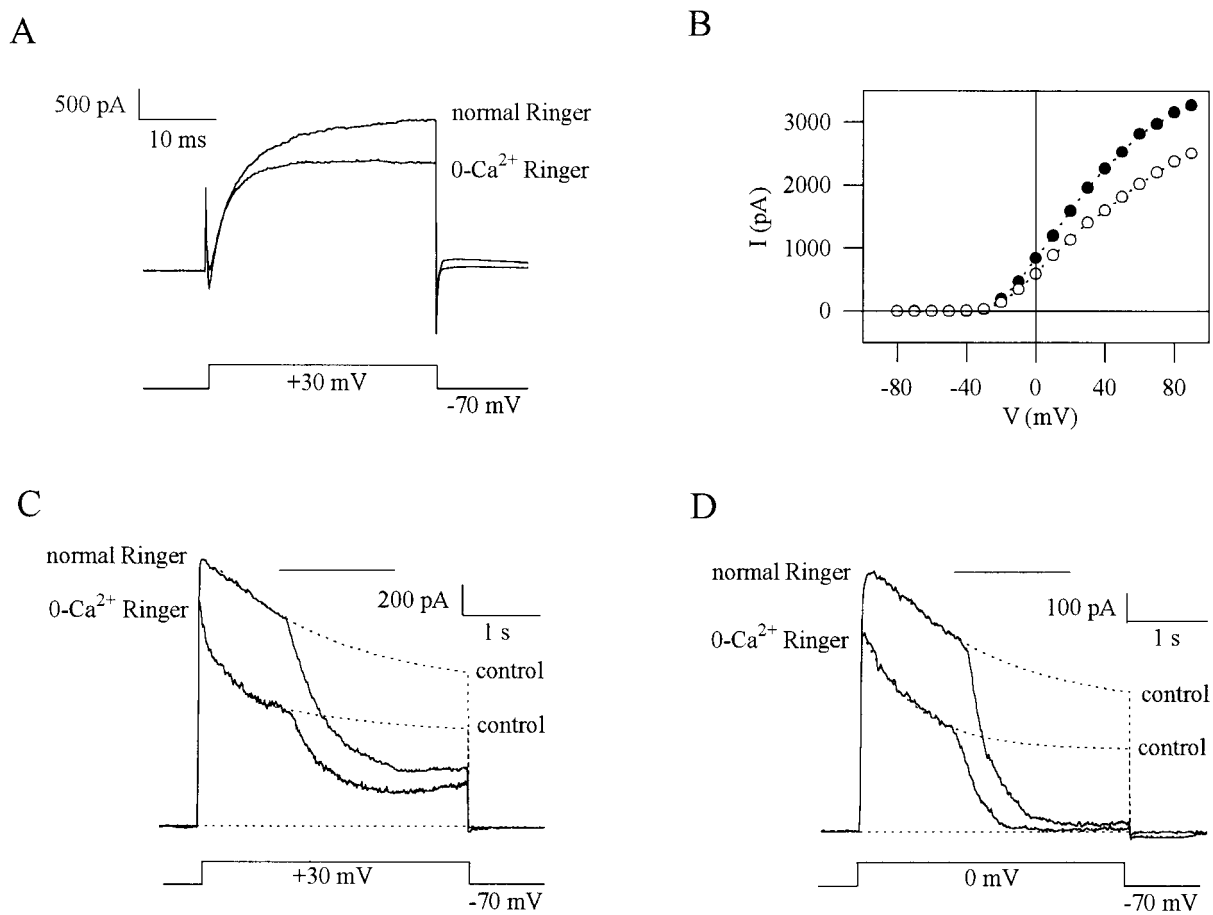 A
500 pA
10 ms
normal Ringer
0-Ca²⁺ Ringer
+30 mV
-70 mV
B
I (pA)
3000
2000
1000
0
-80 -40 0 40 80
V (mV)
C
normal Ringer
0-Ca²⁺ Ringer
200 pA
1 s
control
control
+30 mV
-70 mV
D
normal Ringer
0-Ca²⁺ Ringer
100 pA
1 s
control
control
0 mV
-70 mV